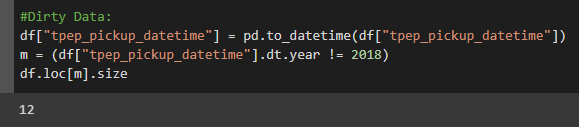 #Dirty Data:
df["tpep_pickup_datetime"] = pd.to_datetime(df["tpep_pickup_datetime"])
m = (df["tpep_pickup_datetime"].dt.year != 2018)
df.loc[m].size
12